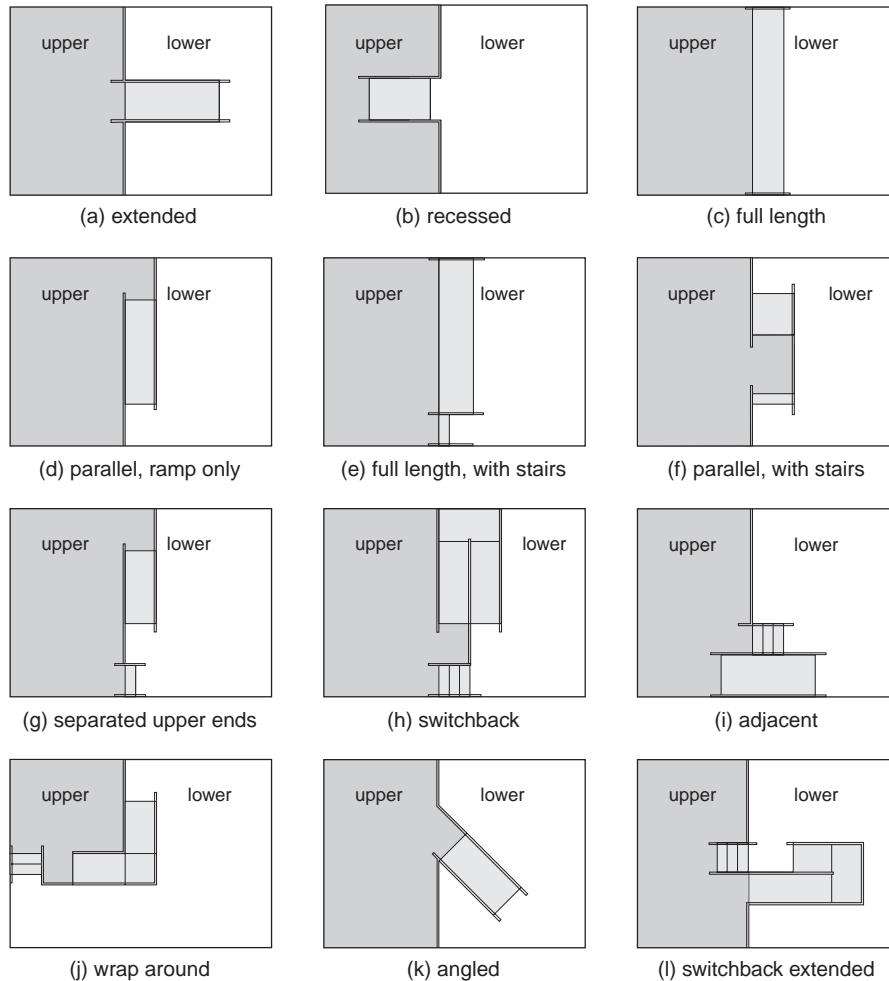 upper lower
upper lower
upper lower
(a) extended
(b) recessed
(c) full length
upper lower
upper lower
upper lower
(d) parallel, ramp only
(e) full length, with stairs
(f) parallel, with stairs
upper lower
upper lower
upper lower
(g) separated upper ends
(h) switchback
(i) adjacent
upper lower
upper lower
upper lower
(j) wrap around
(k) angled
(l) switchback extended